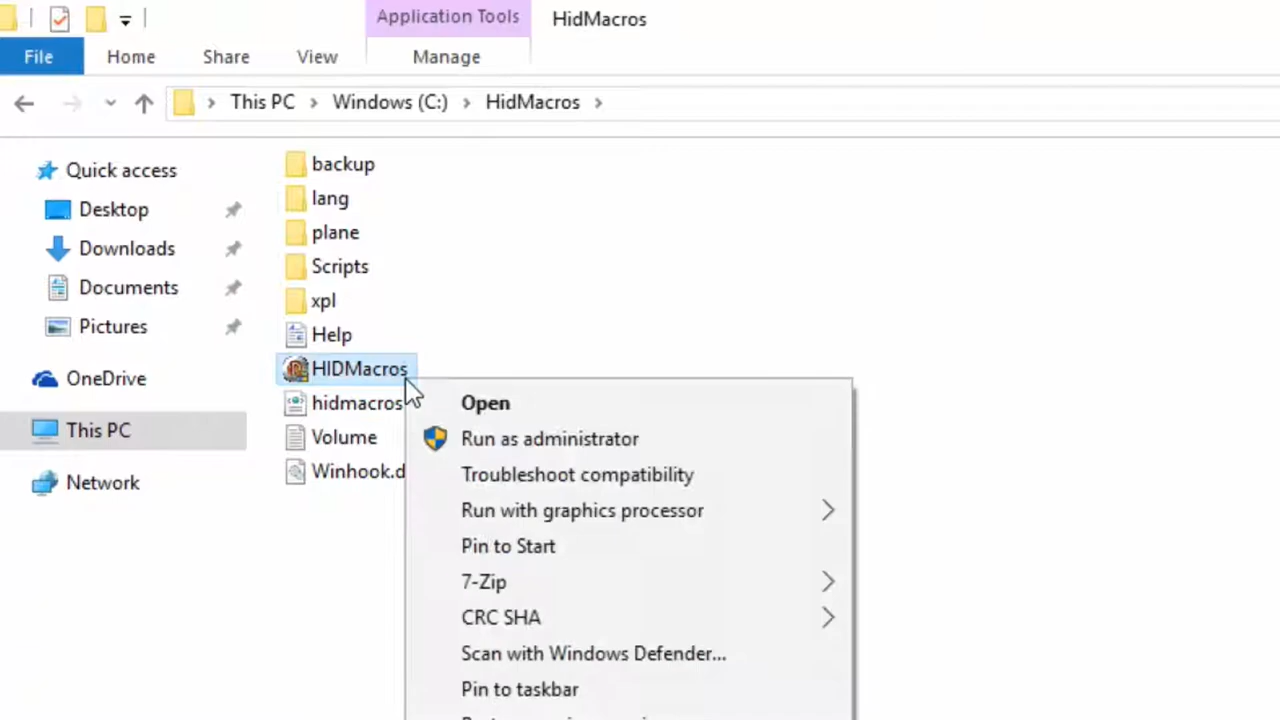 Application Tools
HidMacros
File
Home
Share
View
Manage
This PC
Windows (C:)
HidMacros
Quick access
Desktop
Downloads
Documents
Pictures
OneDrive
This PC
Network
backup
lang
plane
Scripts
xpl
Help
HIDMacros
hidmacros
Volume
Winhook.d
Open
Run as administrator
Troubleshoot compatibility
Run with graphics processor
Pin to Start
7-Zip
CRC SHA
Scan with Windows Defender...
Pin to taskbar